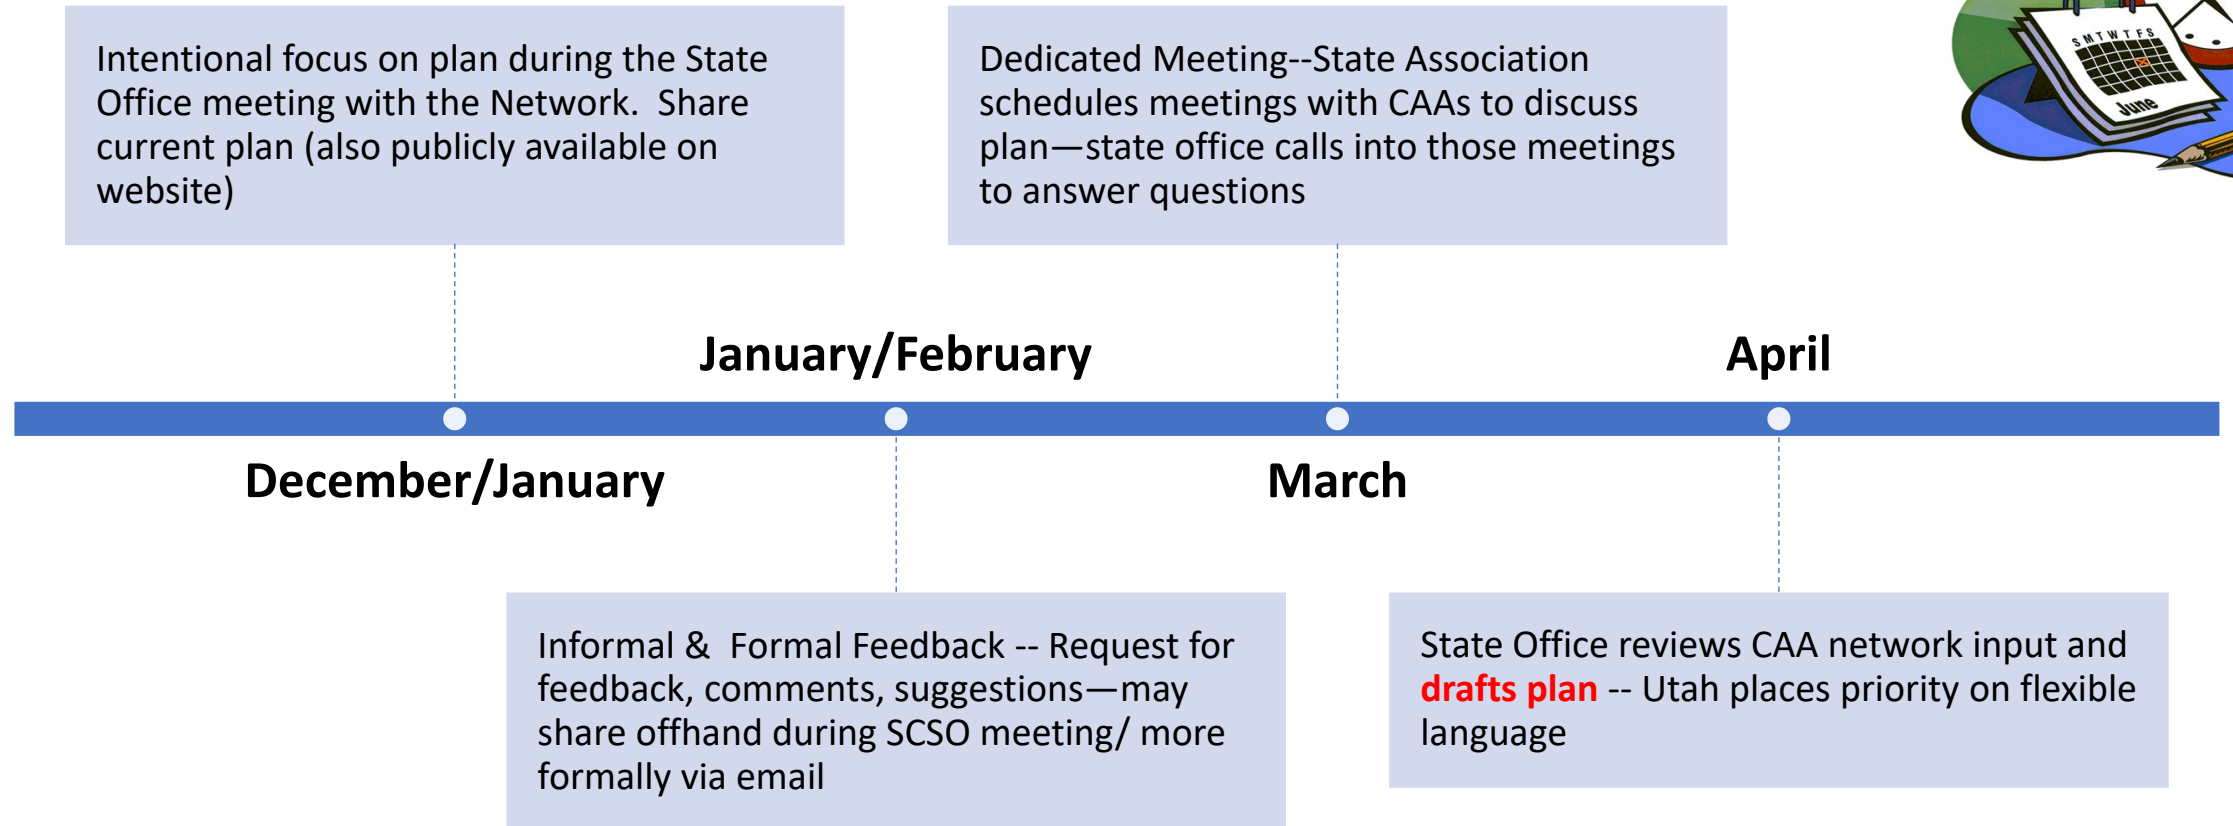 Intentional focus on plan during the State
Office meeting with the Network.  Share
current plan (also publicly available on
website)
Dedicated Meeting--State Association
schedules meetings with CAAs to discuss
plan—state office calls into those meetings
to answer questions
S M T W T F S
June
January/February
April
December/January
March
Informal &  Formal Feedback -- Request for
feedback, comments, suggestions—may
share offhand during SCSO meeting/ more
formally via email
State Office reviews CAA network input and
drafts plan -- Utah places priority on flexible
language